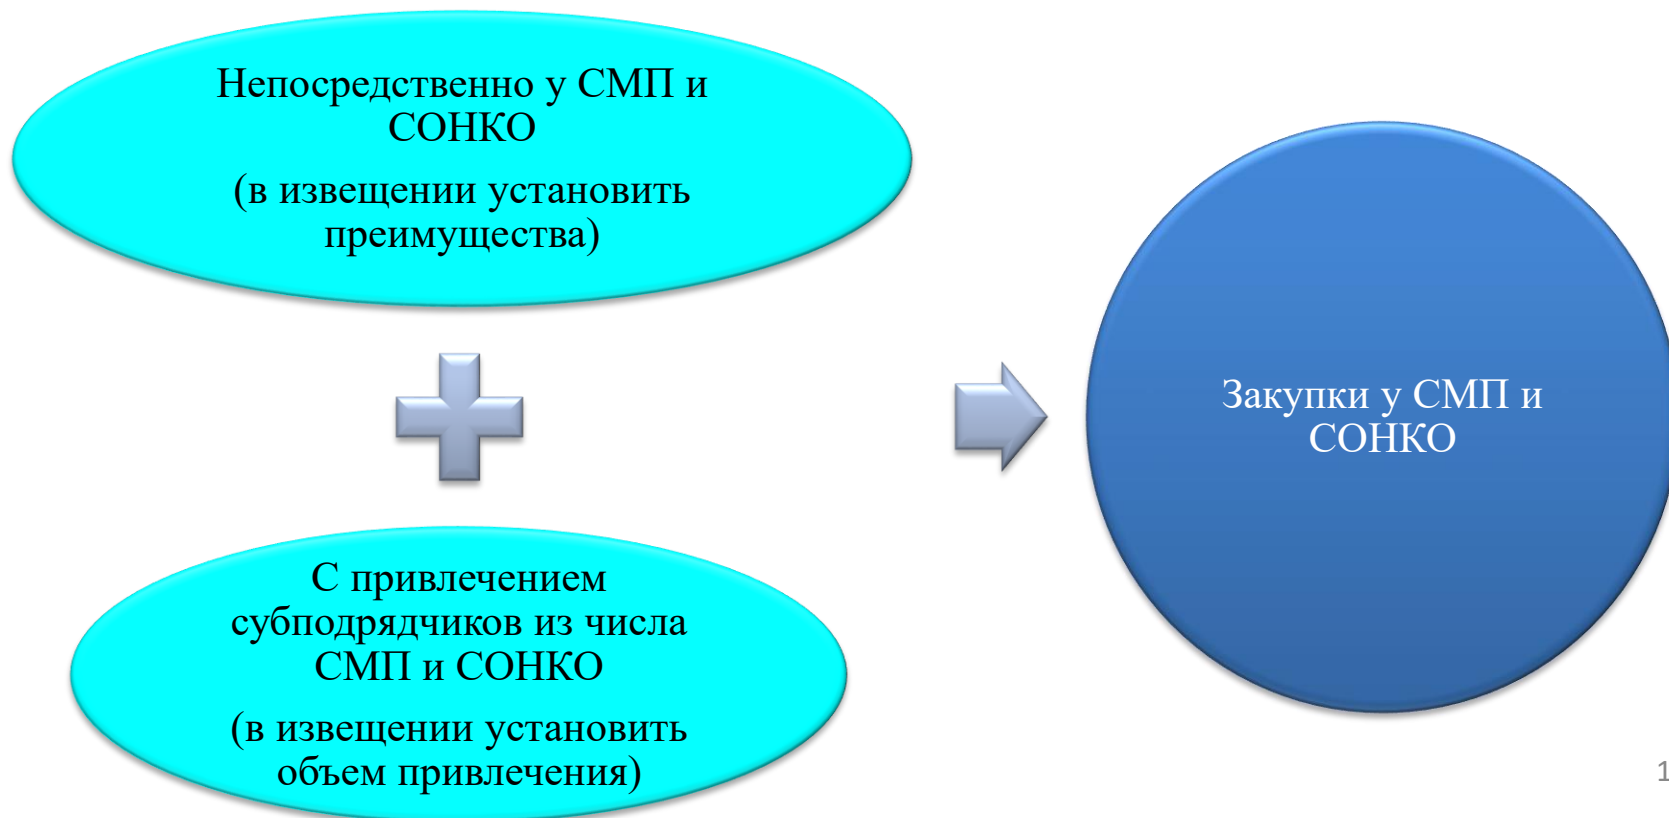 Непосредственно у СМП и
СОНКО
(в извещении установить
преимущества)
С привлечением
субподрядчиков из числа
СМП и СОНКО
(в извещении установить
объем привлечения)
Закупки у СМП и
СОНКО
1